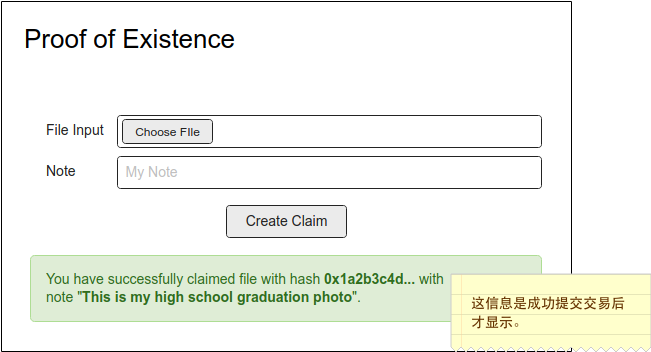 Proof of Existence
File Input
Choose FIle
Note
My Note
Create Claim
You have successfully claimed file with hash 0x1a2b3c4d... with
note "This is my high school graduation photo".
这信息是成功提交交易后
才显示。